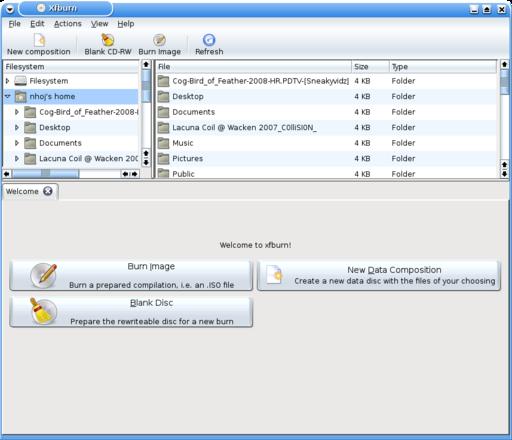 Xfburn
File Edit Actions View Help
New composition Blank CD-RW Burn Image Refresh
Filesystem
Filesystem
nhoj's home
Cog-Bird_of_Feather-2008-I
Desktop
Documents
Lacuna Coil @ Wacken 200
File Size Type
Cog-Bird_of_Feather-2008-HR.PDTV-[Sneakyvidz] 4 KB Folder
Desktop 4 KB Folder
Documents 4 KB Folder
Lacuna Coil @ Wacken 2007_C0lliSI0N_ 4 KB Folder
Music 4 KB Folder
Pictures 4 KB Folder
Public 4 KB Folder
Welcome
Welcome to xfburn!
Burn Image
Burn a prepared compilation, i.e. an .ISO file
New Data Composition
Create a new data disc with the files of your choosing
Blank Disc
Prepare the rewriteable disc for a new burn